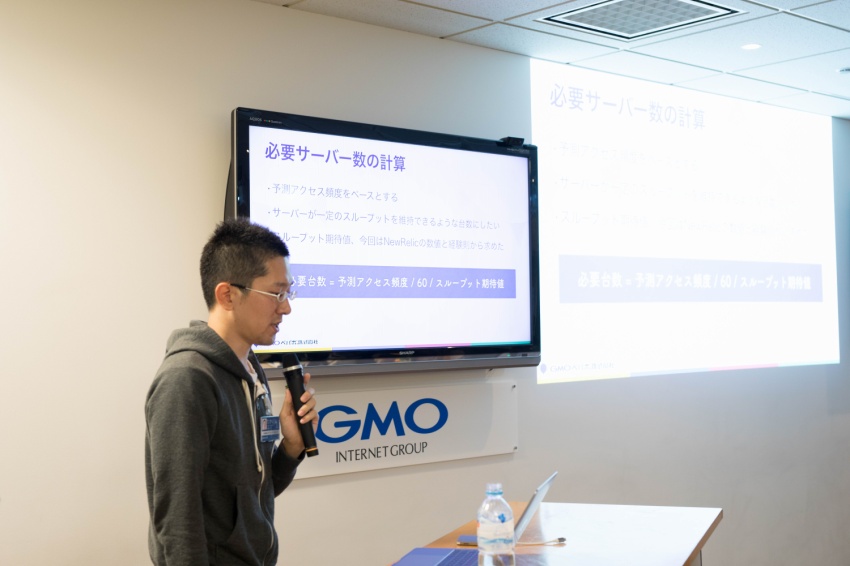 必要サーバー数の計算
・予測アクセス頻度をベースとする
・サーバーが一定のスループットを維持できるような台数にしたい
スループット期待値、今回はNewRelicの数値と経験則から求めた
必要台数 = 予測アクセス頻度 / 60 / スループット期待値
SHARP
GMO
INTERNET GROUP
必要サーバー数の計算
必要台数 = 予測アクセス頻度 / 60 / スループット期待値